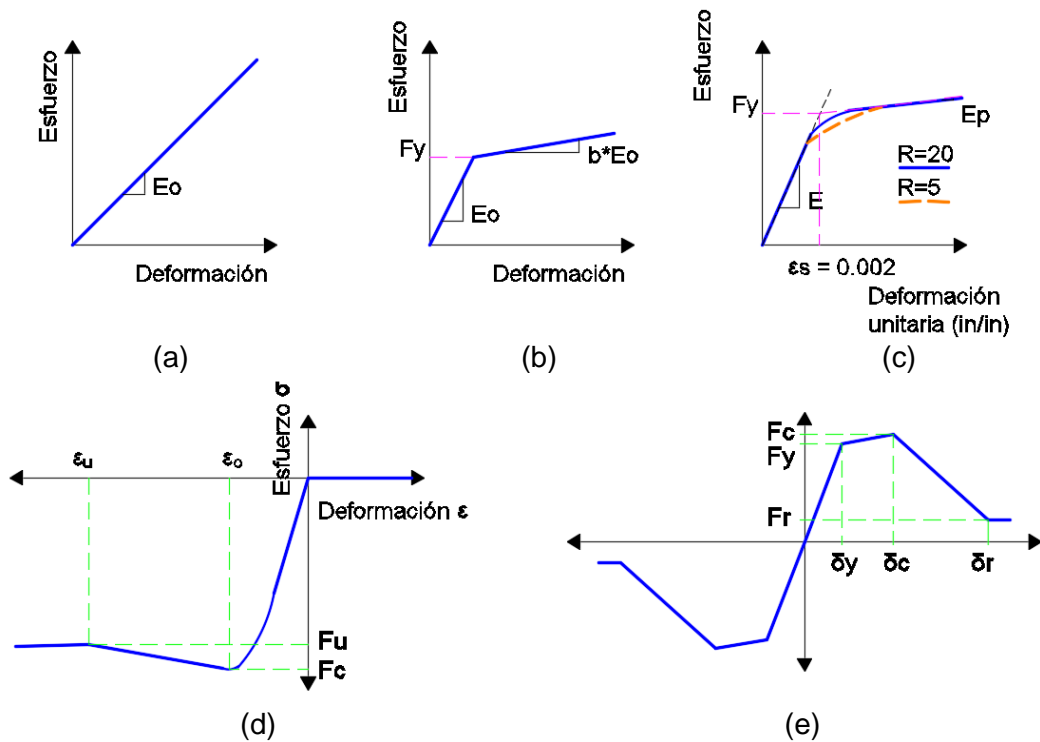 Esfuerzo
Eo
Deformación
(a)
Esfuerzo
Fy
b*Eo
Eo
Deformación
(b)
Esfuerzo
Fy
Ep
R=20
R=5
E
εs = 0.002
Deformación
unitaria (in/in)
(c)
Esfuerzo σ
εu
εo
Deformación ε
Fu
Fc
(d)
Fc
Fy
Fr
δy
δc
δr
(e)